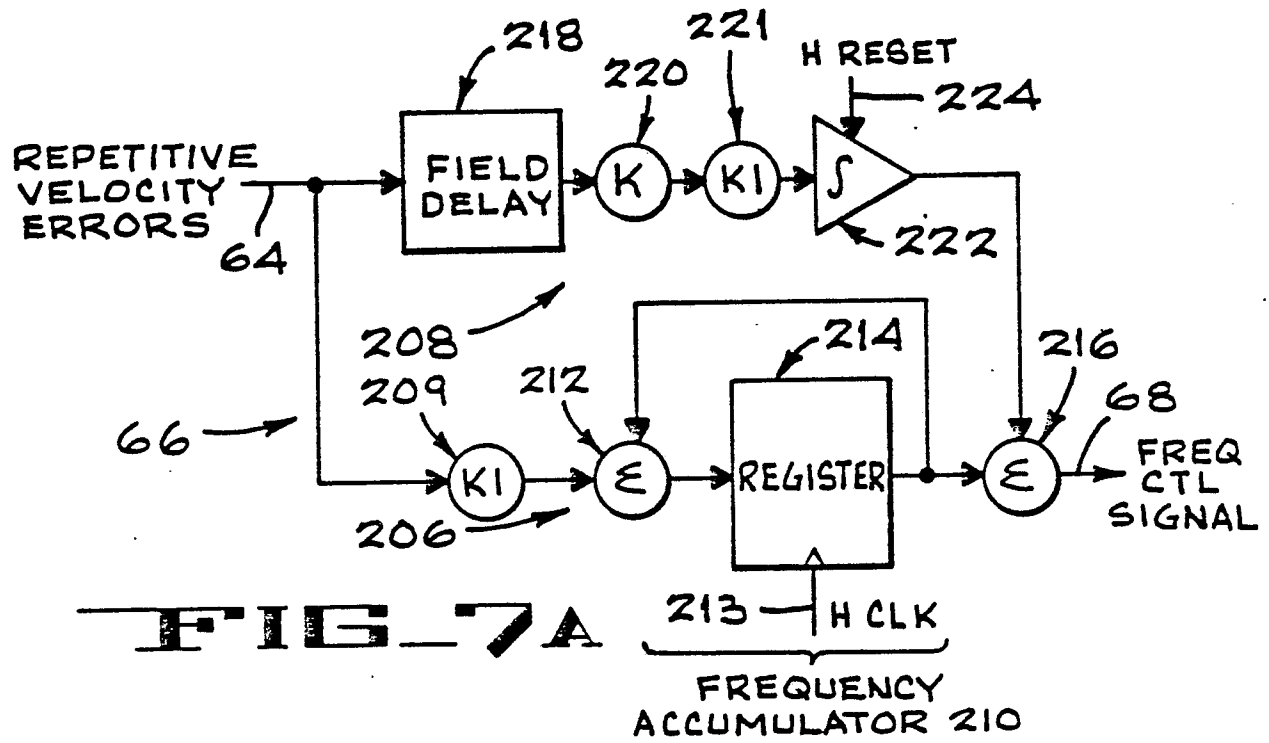 218
220
221
H RESET
224
REPETITIVE
VELOCITY
ERRORS
64
FIELD
DELAY
K
K1
∫
222
208
209
212
214
216
68
66
K1
Σ
REGISTER
Σ
FREQ
CTL
SIGNAL
206
213
H CLK
FIG_7A
FREQUENCY
ACCUMULATOR 210